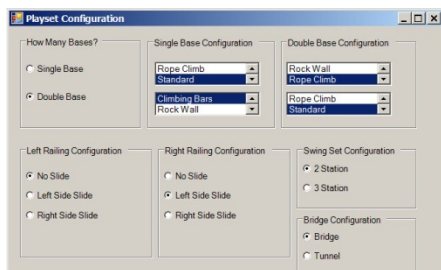 Playset Configuration
How Many Bases?
Single Base
Double Base
Single Base Configuration
Rope Climb
Standard
Climbing Bars
Rock Wall
Double Base Configuration
Rock Wall
Rope Climb
Rope Climb
Standard
Left Railing Configuration
No Slide
Left Side Slide
Right Side Slide
Right Railing Configuration
No Slide
Left Side Slide
Right Side Slide
Swing Set Configuration
2 Station
3 Station
Bridge Configuration
Bridge
Tunnel